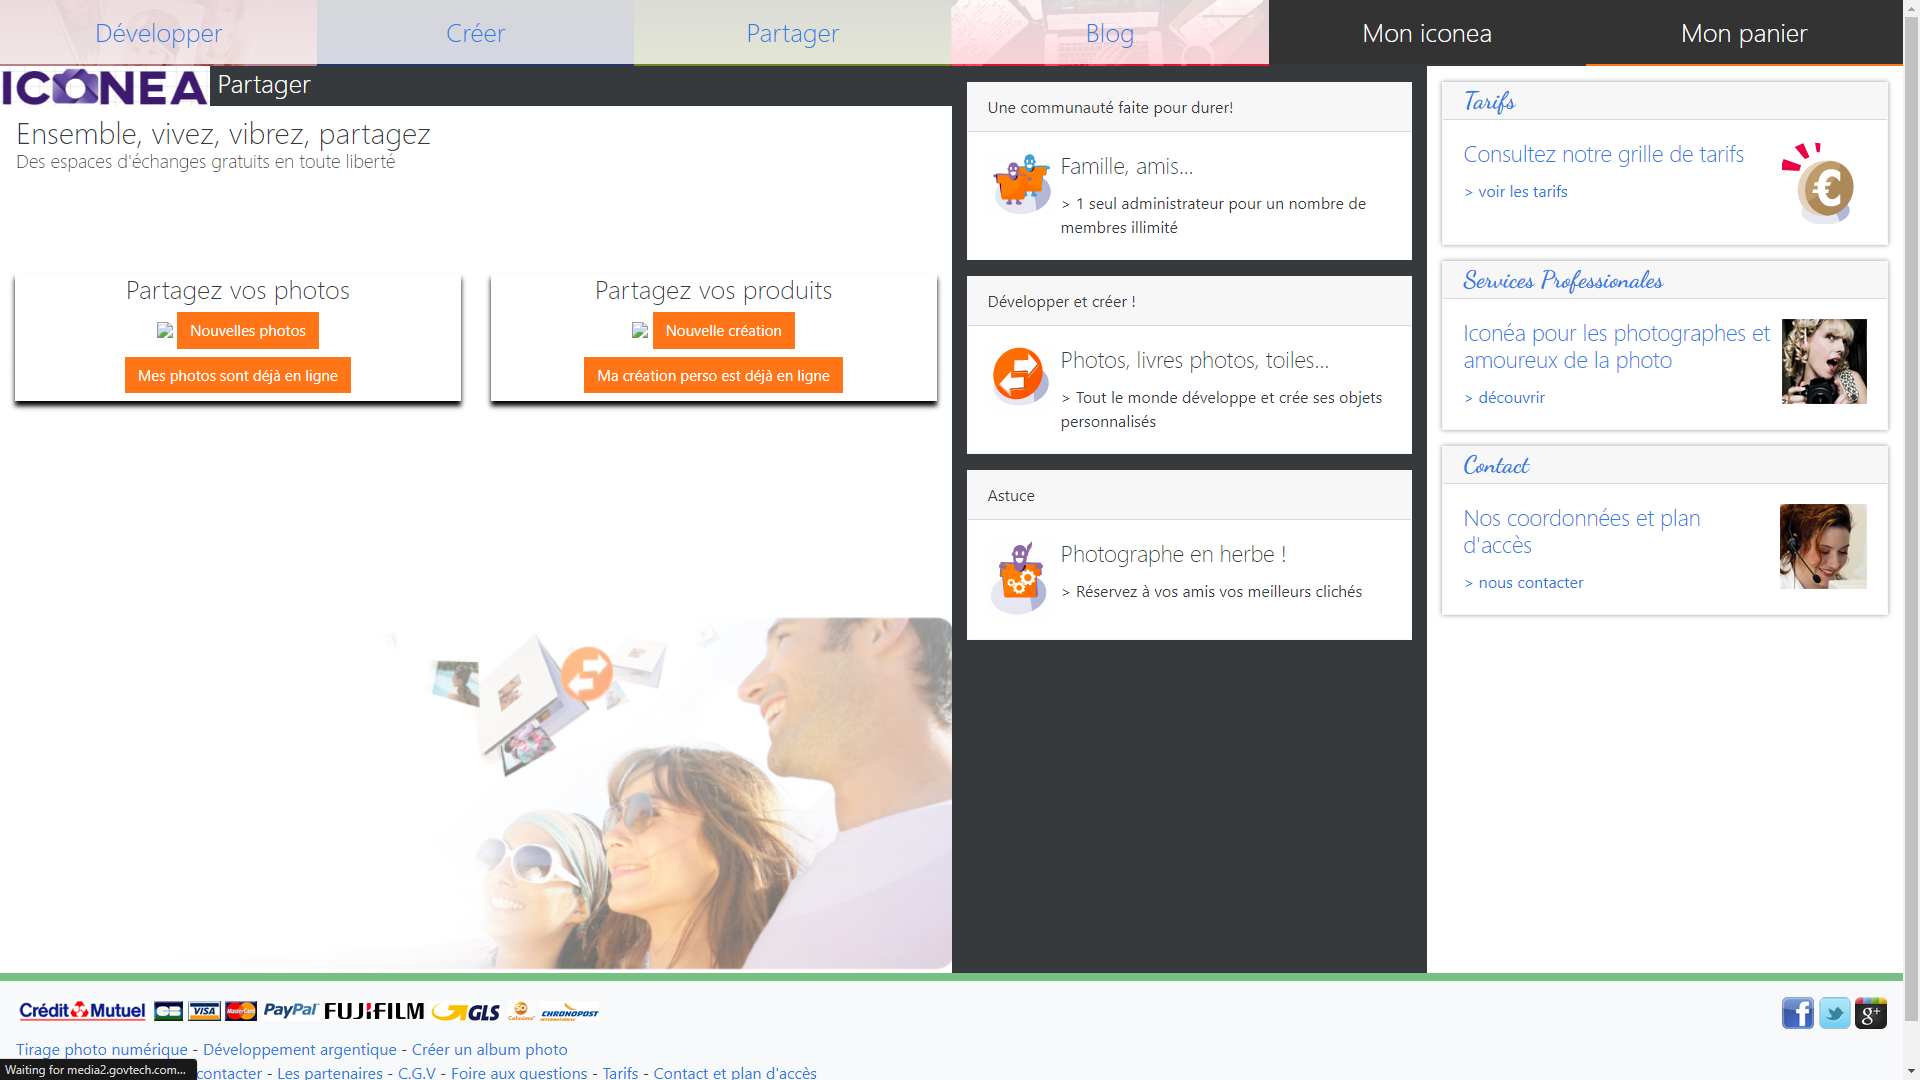 Développer
Créer
Partager
Blog
Mon iconea
Mon panier
ICONEA
Partager
Ensemble, vivez, vibrez, partagez
Des espaces d'échanges gratuits en toute liberté
Partagez vos photos
Nouvelles photos
Mes photos sont déjà en ligne
Partagez vos produits
Nouvelle création
Ma création perso est déjà en ligne
Une communauté faite pour durer!
Famille, amis...
> 1 seul administrateur pour un nombre de
membres illimité
Développer et créer !
Photos, livres photos, toiles...
> Tout le monde développe et crée ses objets
personnalisés
Astuce
Photographe en herbe !
> Réservez à vos amis vos meilleurs clichés
Tarifs
Consultez notre grille de tarifs
> voir les tarifs
Services Professionales
Iconéa pour les photographes et
amoureux de la photo
> découvrir
Contact
Nos coordonnées et plan
d'accès
> nous contacter
Crédit Mutuel CB VISA MasterCard PayPal FUJIFILM GLS Colissimo CHRONOPOST
INTERNATIONAL
Tirage photo numérique - Développement argentique - Créer un album photo
contacter - Les partenaires - C.G.V - Foire aux questions - Tarifs - Contact et plan d'accès
Waiting for media2.govtech.com...